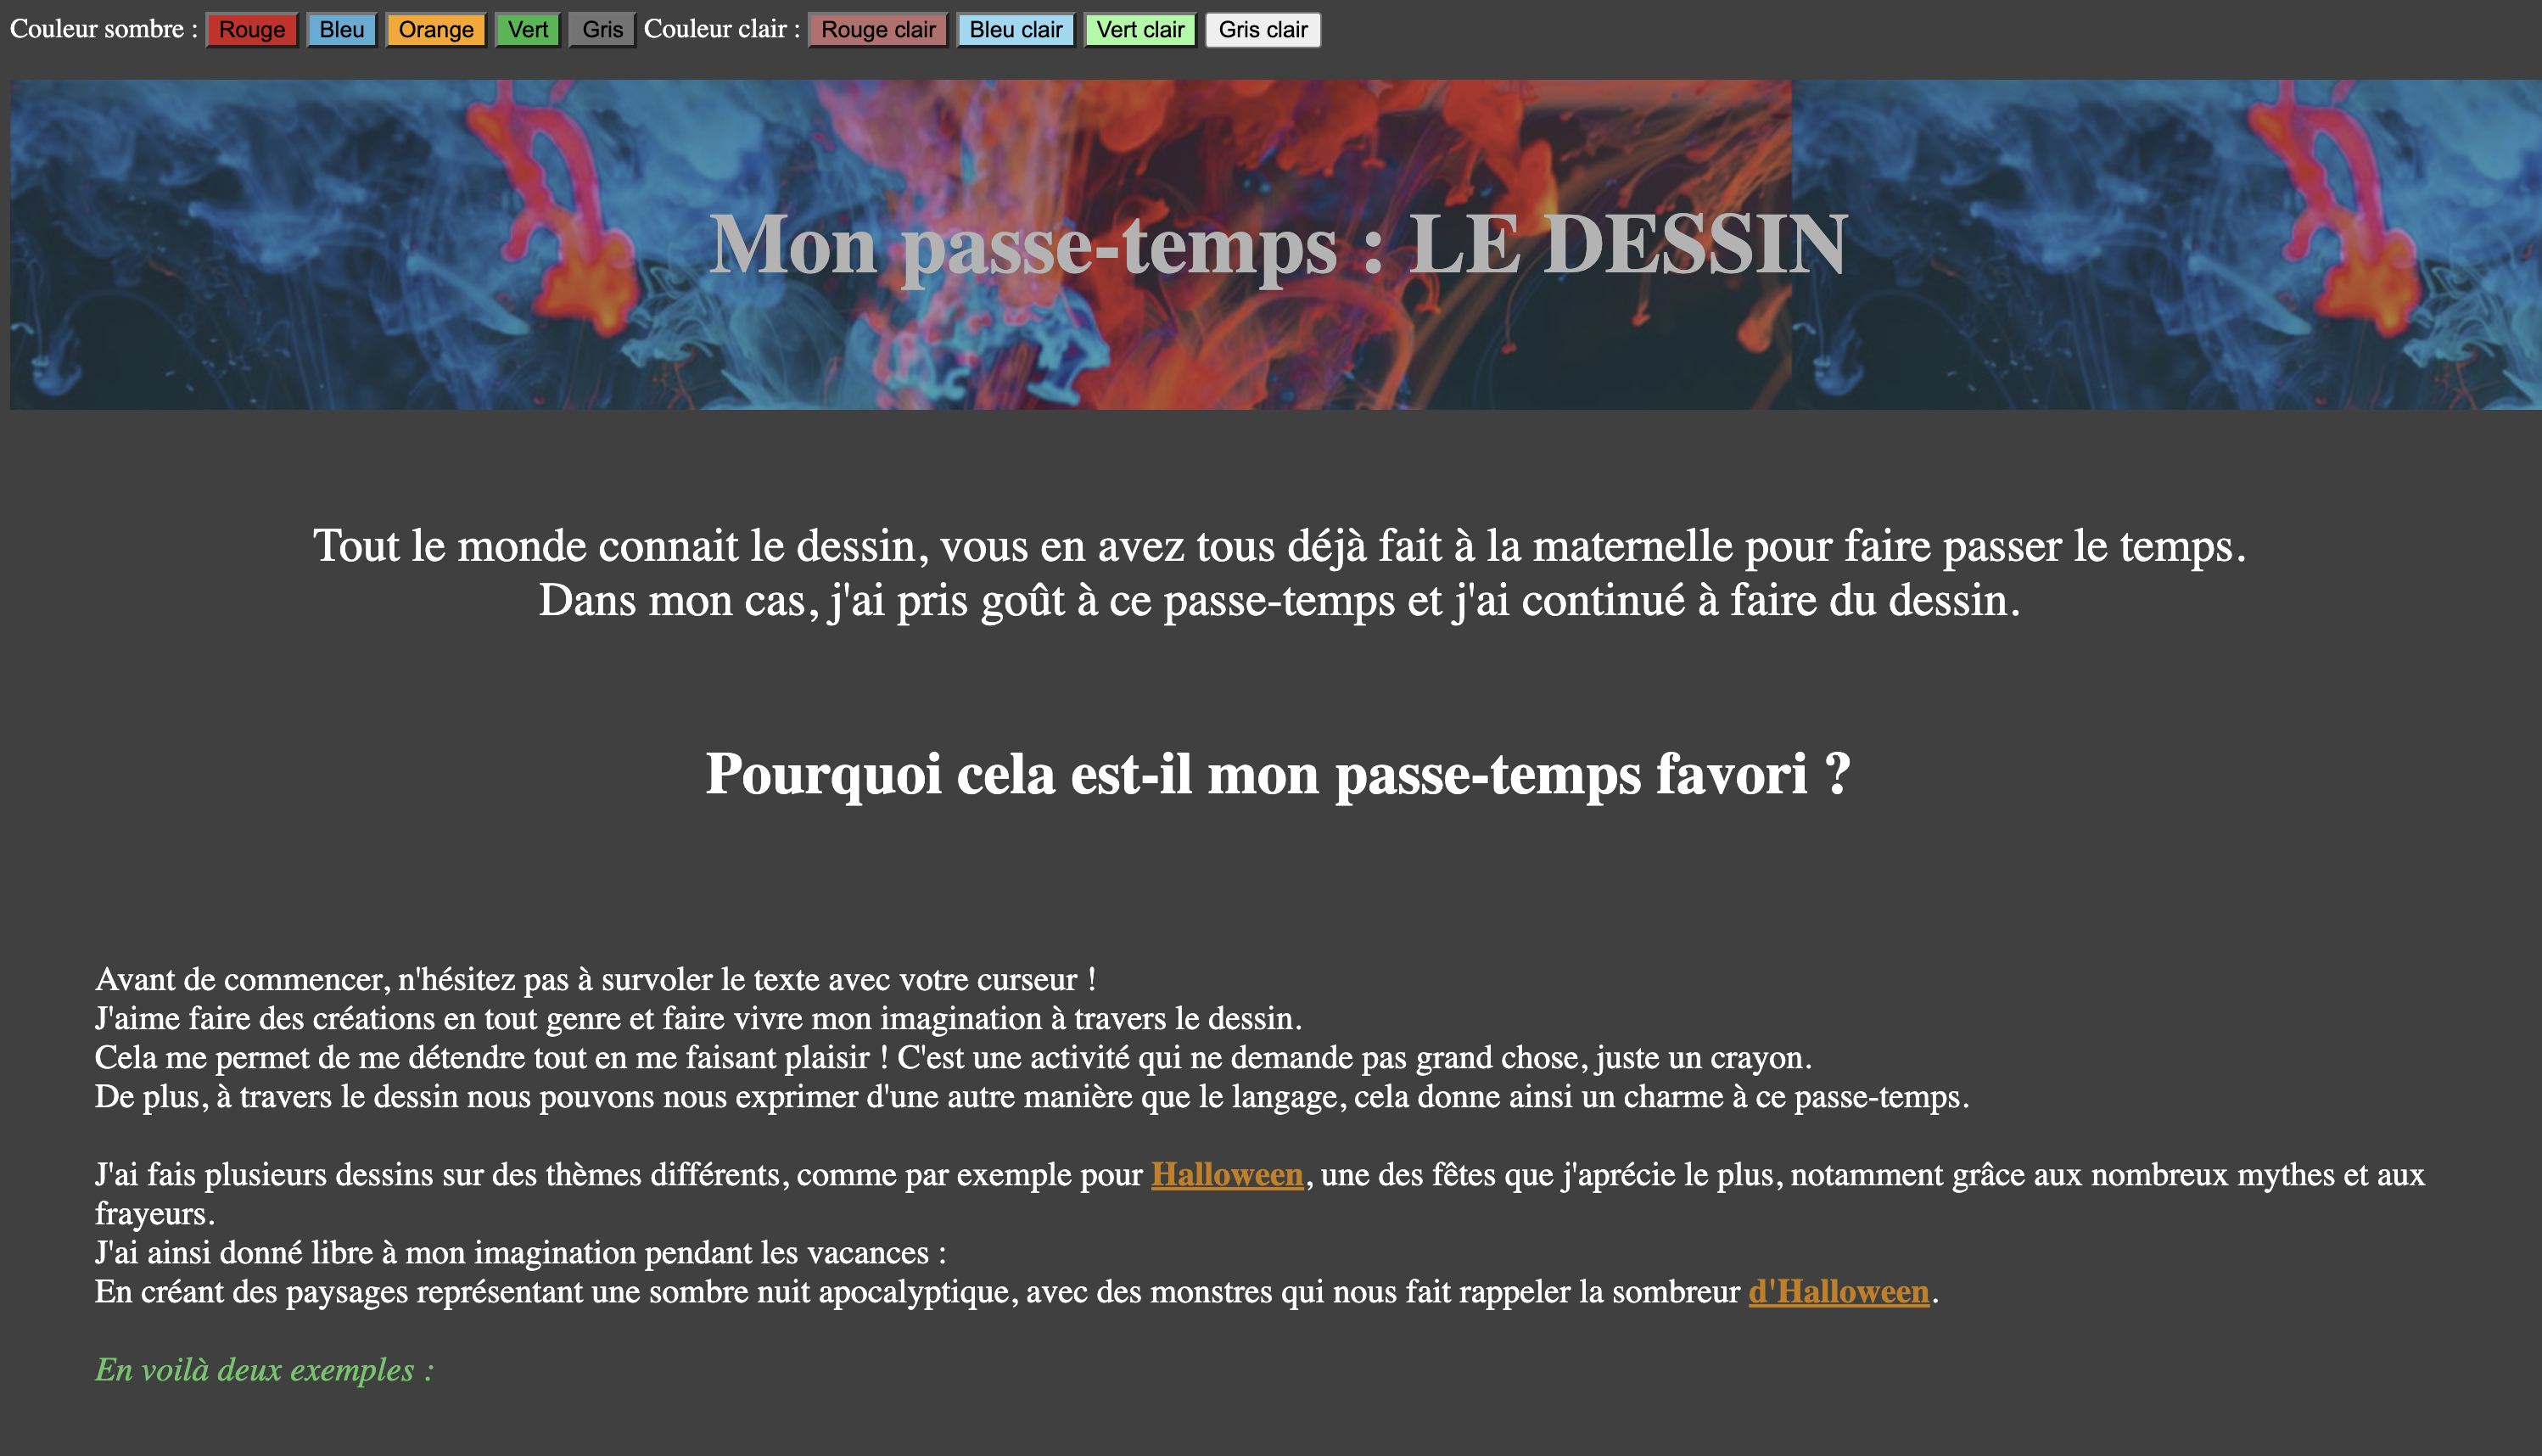 Couleur sombre : Rouge Bleu Orange Vert Gris Couleur clair : Rouge clair Bleu clair Vert clair Gris clair
Mon passe-temps : LE DESSIN
Tout le monde connait le dessin, vous en avez tous déjà fait à la maternelle pour faire passer le temps.
Dans mon cas, j'ai pris goût à ce passe-temps et j'ai continué à faire du dessin.
Pourquoi cela est-il mon passe-temps favori ?
Avant de commencer, n'hésitez pas à survoler le texte avec votre curseur !
J'aime faire des créations en tout genre et faire vivre mon imagination à travers le dessin.
Cela me permet de me détendre tout en me faisant plaisir ! C'est une activité qui ne demande pas grand chose, juste un crayon.
De plus, à travers le dessin nous pouvons nous exprimer d'une autre manière que le langage, cela donne ainsi un charme à ce passe-temps.
J'ai fais plusieurs dessins sur des thèmes différents, comme par exemple pour Halloween, une des fêtes que j'aprécie le plus, notamment grâce aux nombreux mythes et aux
frayeurs.
J'ai ainsi donné libre à mon imagination pendant les vacances :
En créant des paysages représentant une sombre nuit apocalyptique, avec des monstres qui nous fait rappeler la sombreur d'Halloween.
En voilà deux exemples :